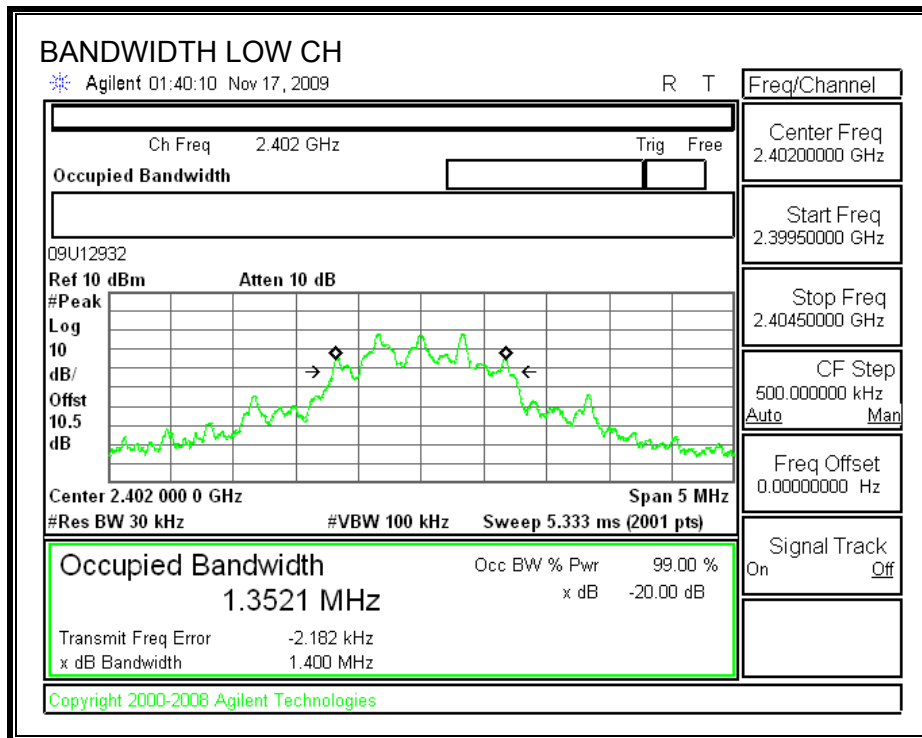 BANDWIDTH LOW CH
Agilent 01:40:10 Nov 17, 2009 R T
Ch Freq 2.402 GHz Trig Free
Occupied Bandwidth
09U12932
Ref 10 dBm Atten 10 dB
#Peak
Log
10
dB/
Offst
10.5
dB
Center 2.402 000 0 GHz Span 5 MHz
#Res BW 30 kHz #VBW 100 kHz Sweep 5.333 ms (2001 pts)
Occupied Bandwidth Occ BW % Pwr 99.00 %
1.3521 MHz x dB -20.00 dB
Transmit Freq Error -2.182 kHz
x dB Bandwidth 1.400 MHz
Copyright 2000-2008 Agilent Technologies
Freq/Channel
Center Freq
2.40200000 GHz
Start Freq
2.39950000 GHz
Stop Freq
2.40450000 GHz
CF Step
500.000000 kHz
Auto Man
Freq Offset
0.00000000 Hz
Signal Track
On Off